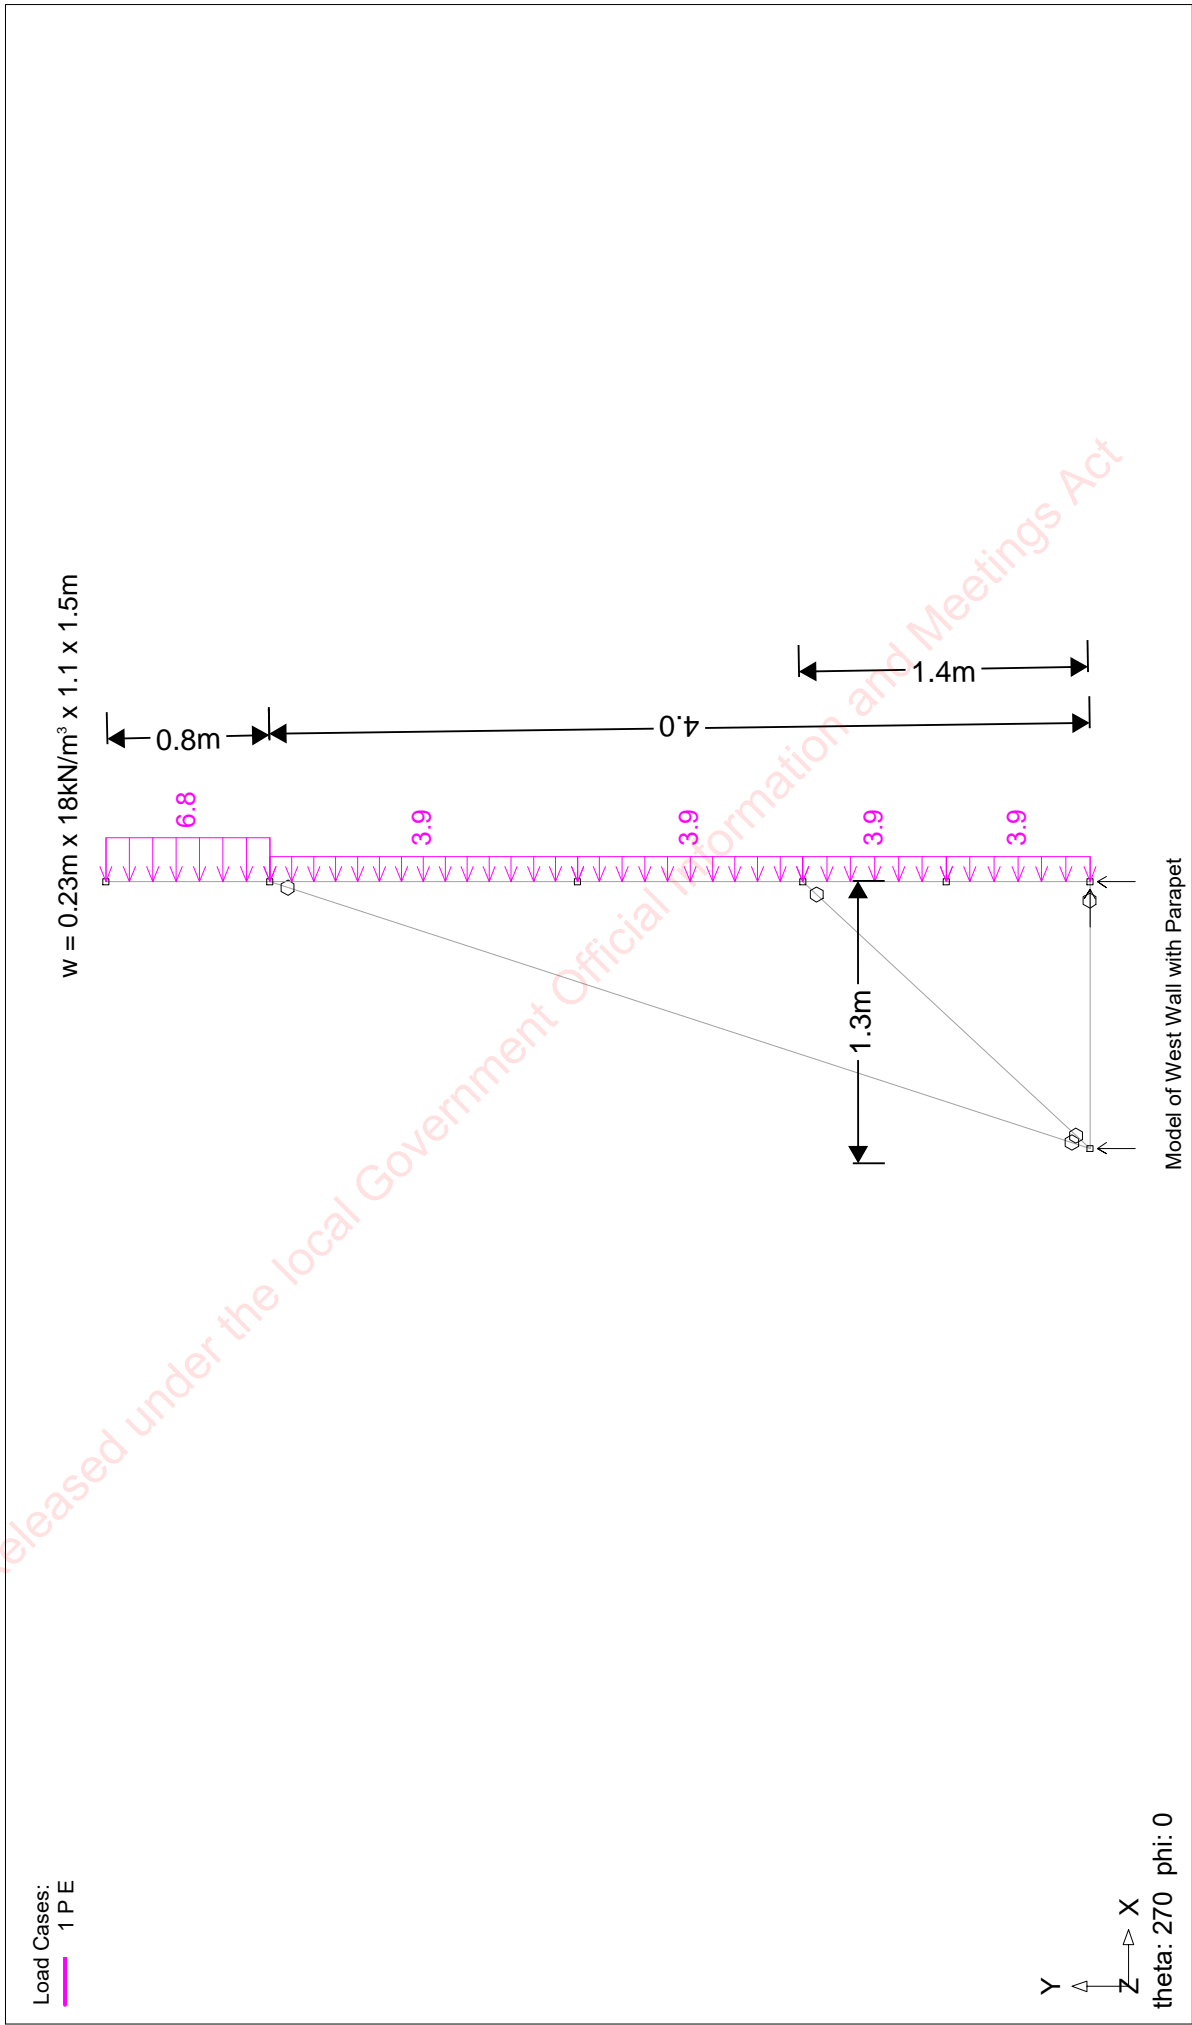 Load Cases:
1 P E
w = 0.23m x 18kN/m³ x 1.1 x 1.5m
6.8
0.8m
3.9
3.9
4.0
3.9
3.9
1.4m
1.3m
Model of West Wall with Parapet
Y
Z
X
theta: 270 phi: 0
eleased under the local Government Official Information and Meetings Act